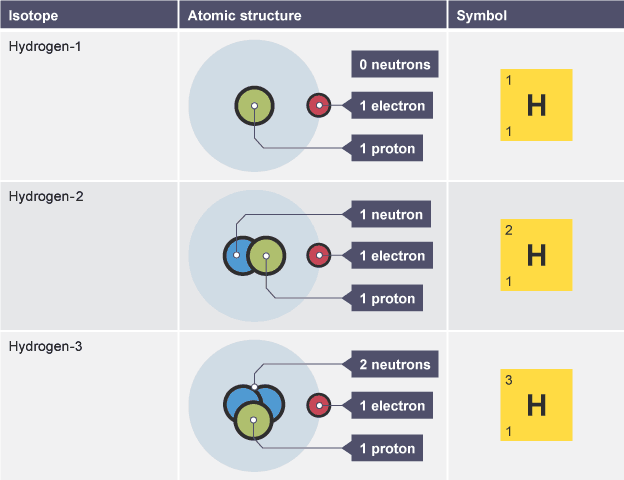 Isotope
Atomic structure
Symbol
Hydrogen-1
0 neutrons
1 electron
1 proton
1
H
1
Hydrogen-2
1 neutron
1 electron
1 proton
2
H
1
Hydrogen-3
2 neutrons
1 electron
1 proton
3
H
1